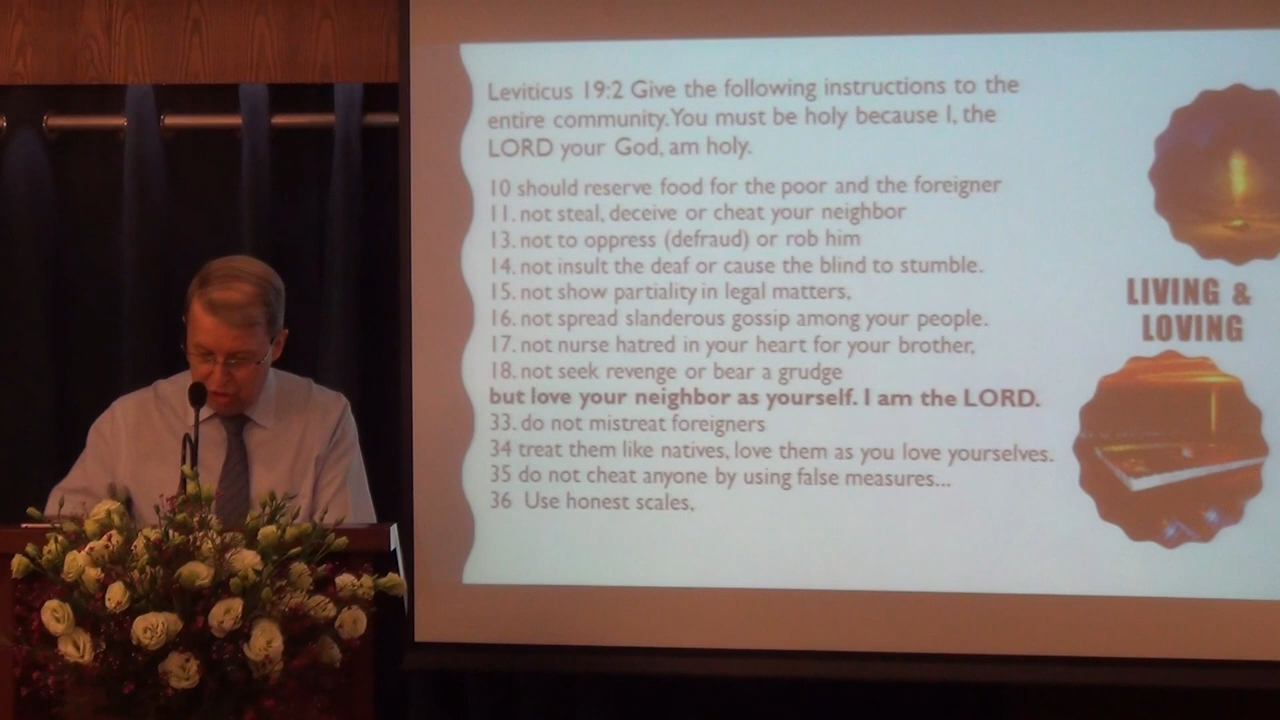 Leviticus 19:2 Give the following instructions to the
entire community. You must be holy because I, the
LORD your God, am holy.
10 should reserve food for the poor and the foreigner
11. not steal, deceive or cheat your neighbor
13. not to oppress (defraud) or rob him
14. not insult the deaf or cause the blind to stumble.
15. not show partiality in legal matters,
16. not spread slanderous gossip among your people.
17. not nurse hatred in your heart for your brother,
18. not seek revenge or bear a grudge
but love your neighbor as yourself. I am the LORD.
33. do not mistreat foreigners
34 treat them like natives, love them as you love yourselves.
35 do not cheat anyone by using false measures...
36 Use honest scales,
LIVING &
LOVING